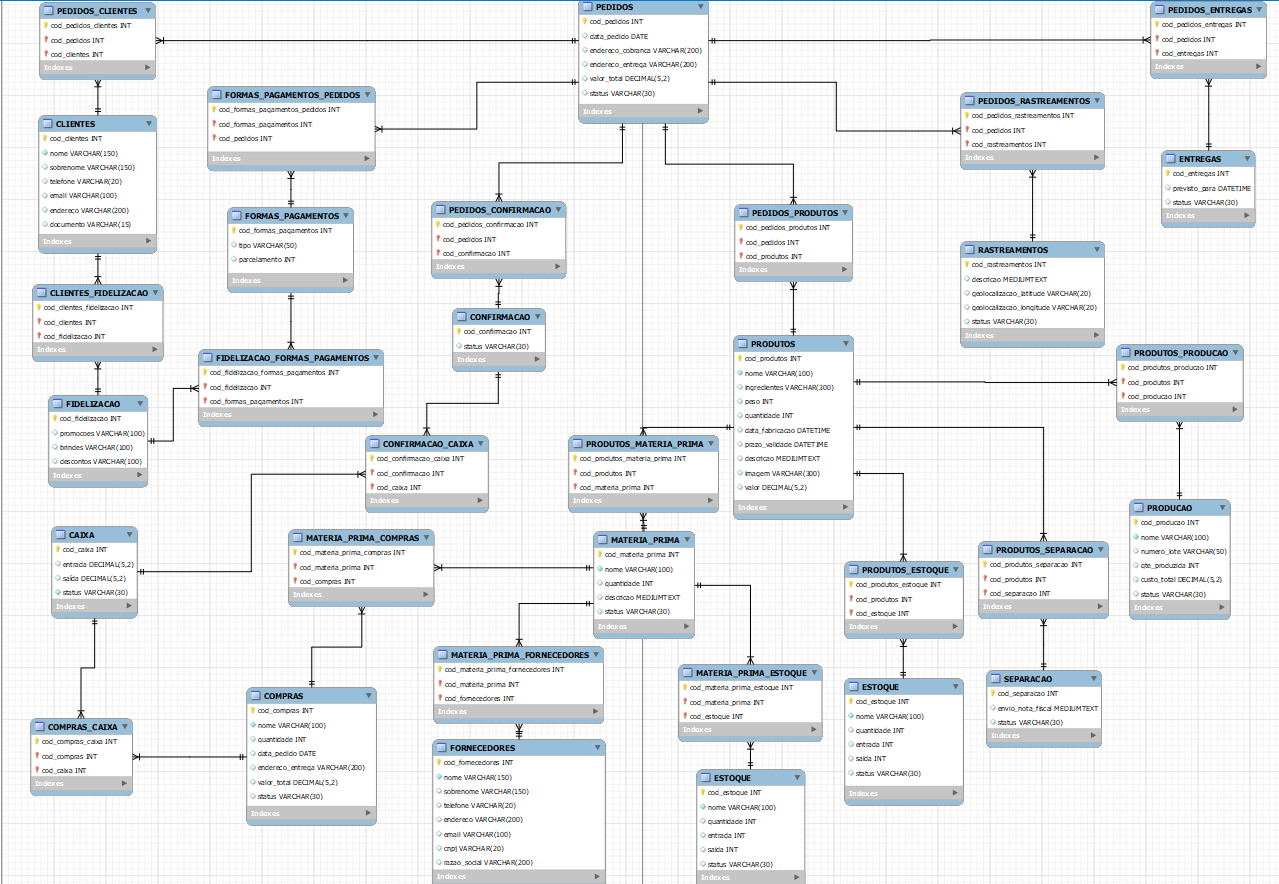 PEDIDOS_CLIENTES
cod_pedidos_clientes INT
cod_pedidos INT
cod_clientes INT
Indexes
PEDIDOS
cod_pedidos INT
data_pedido DATE
endereco_cobranca VARCHAR(200)
endereco_entrega VARCHAR(200)
valor_total DECIMAL(5,2)
status VARCHAR(30)
Indexes
PEDIDOS_ENTREGAS
cod_pedidos_entregas INT
cod_pedidos INT
cod_entregas INT
Indexes
FORMAS_PAGAMENTOS_PEDIDOS
cod_formas_pagamentos_pedidos INT
cod_formas_pagamentos INT
cod_pedidos INT
Indexes
PEDIDOS_RASTREAMENTOS
cod_pedidos_rastreamentos INT
cod_pedidos INT
cod_rastreamentos INT
Indexes
CLIENTES
cod_clientes INT
nome VARCHAR(150)
sobrenome VARCHAR(150)
telefone VARCHAR(20)
email VARCHAR(100)
endereço VARCHAR(200)
documento VARCHAR(15)
Indexes
ENTREGAS
cod_entregas INT
previsto_para DATETIME
status VARCHAR(30)
Indexes
FORMAS_PAGAMENTOS
cod_formas_pagamentos INT
tipo VARCHAR(50)
parcelamento INT
Indexes
PEDIDOS_CONFIRMACAO
cod_pedidos_confirmacao INT
cod_pedidos INT
cod_confirmacao INT
Indexes
PEDIDOS_PRODUTOS
cod_pedidos_produtos INT
cod_pedidos INT
cod_produtos INT
Indexes
RASTREAMENTOS
cod_rastreamentos INT
descricao MEDIUMTEXT
geolocalizacao_latitude VARCHAR(20)
geolocalizacao_longitude VARCHAR(20)
status VARCHAR(30)
Indexes
CLIENTES_FIDELIZACAO
cod_clientes_fidelizacao INT
cod_clientes INT
cod_fidelizacao INT
Indexes
CONFIRMACAO
cod_confirmacao INT
status VARCHAR(30)
Indexes
FIDELIZACAO_FORMAS_PAGAMENTOS
cod_fidelizacao_formas_pagamentos INT
cod_fidelizacao INT
cod_formas_pagamentos INT
Indexes
PRODUTOS
cod_produtos INT
nome VARCHAR(100)
ingredientes VARCHAR(300)
peso INT
quantidade INT
data_fabricacao DATETIME
prazo_validade DATETIME
descricao MEDIUMTEXT
imagem VARCHAR(300)
valor DECIMAL(5,2)
Indexes
PRODUTOS_PRODUCAO
cod_produtos_producao INT
cod_produtos INT
cod_producao INT
Indexes
FIDELIZACAO
cod_fidelizacao INT
promocoes VARCHAR(100)
brindes VARCHAR(100)
descontos VARCHAR(100)
Indexes
CONFIRMACAO_CAIXA
cod_confirmacao_caixa INT
cod_confirmacao INT
cod_caixa INT
Indexes
PRODUTOS_MATERIA_PRIMA
cod_produtos_materia_prima INT
cod_produtos INT
cod_materia_prima INT
Indexes
PRODUCAO
cod_producao INT
nome VARCHAR(100)
numero_lote VARCHAR(50)
qte_produzida INT
custo_total DECIMAL(5,2)
status VARCHAR(30)
Indexes
CAIXA
cod_caixa INT
entrada DECIMAL(5,2)
saída DECIMAL(5,2)
status VARCHAR(30)
Indexes
MATERIA_PRIMA_COMPRAS
cod_materia_prima_compras INT
cod_materia_prima INT
cod_compras INT
Indexes
MATERIA_PRIMA
cod_materia_prima INT
nome VARCHAR(100)
quantidade INT
descricao MEDIUMTEXT
status VARCHAR(30)
Indexes
PRODUTOS_SEPARACAO
cod_produtos_separacao INT
cod_produtos INT
cod_separacao INT
Indexes
PRODUTOS_ESTOQUE
cod_produtos_estoque INT
cod_produtos INT
cod_estoque INT
Indexes
MATERIA_PRIMA_FORNECEDORES
cod_materia_prima_fornecedores INT
cod_materia_prima INT
cod_fornecedores INT
Indexes
MATERIA_PRIMA_ESTOQUE
cod_materia_prima_estoque INT
cod_materia_prima INT
cod_estoque INT
Indexes
SEPARACAO
cod_separacao INT
envio_nota_fiscal MEDIUMTEXT
status VARCHAR(30)
Indexes
ESTOQUE
cod_estoque INT
nome VARCHAR(100)
quantidade INT
entrada INT
saida INT
status VARCHAR(30)
Indexes
COMPRAS
cod_compras INT
nome VARCHAR(100)
quantidade INT
data_pedido DATE
endereco_entrega VARCHAR(200)
valor_total DECIMAL(5,2)
status VARCHAR(30)
Indexes
COMPRAS_CAIXA
cod_compras_caixa INT
cod_compras INT
cod_caixa INT
Indexes
FORNECEDORES
cod_fornecedores INT
nome VARCHAR(150)
sobrenome VARCHAR(150)
telefone VARCHAR(20)
endereco VARCHAR(200)
email VARCHAR(100)
cnpj VARCHAR(20)
razao_social VARCHAR(200)
Indexes
ESTOQUE
cod_estoque INT
nome VARCHAR(100)
quantidade INT
entrada INT
saida INT
status VARCHAR(30)
Indexes